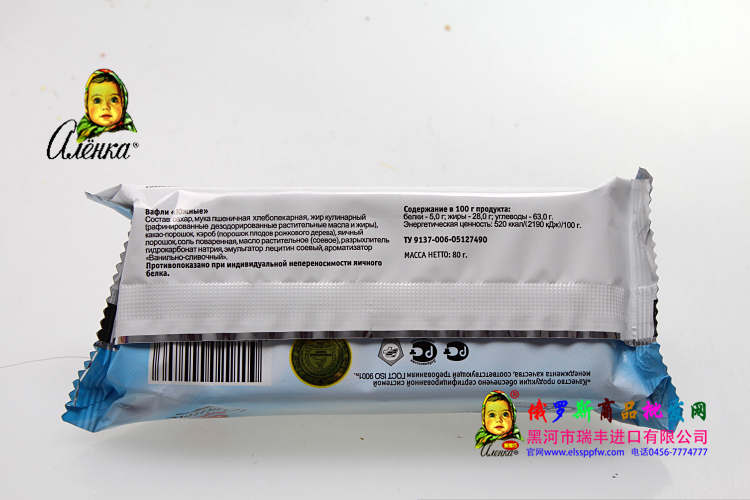 Алёнка®
Вафли «Южные»
Состав: сахар, мука пшеничная хлебопекарная, жир кулинарный
(рафинированные дезодорированные растительные масла и жиры),
какао-порошок, кароб (порошок плодов рожкового дерева), яичный
порошок, соль поваренная, масло растительное (соевое), разрыхлитель
гидрокарбонат натрия, эмульгатор лецитин соевый, ароматизатор
«Ванильно-сливочный».
Противопоказано при индивидуальной непереносимости яичного
белка.
Содержание в 100 г продукта:
белки - 5,0 г; жиры - 28,0 г; углеводы - 63,0 г.
Энергетическая ценность: 520 ккал\2190 кДж/100 г.
ТУ 9137-006-05127490
МАССА НЕТТО: 80 г.
«Качество продукции обеспечено сертифицированной системой
менеджмента качества, соответствующей требованиям ГОСТ ISO 9001».
俄罗斯商品批发网
黑河市瑞丰进口有限公司
官网www.elssppfw.com 电话0456-7774777
Алёнка®